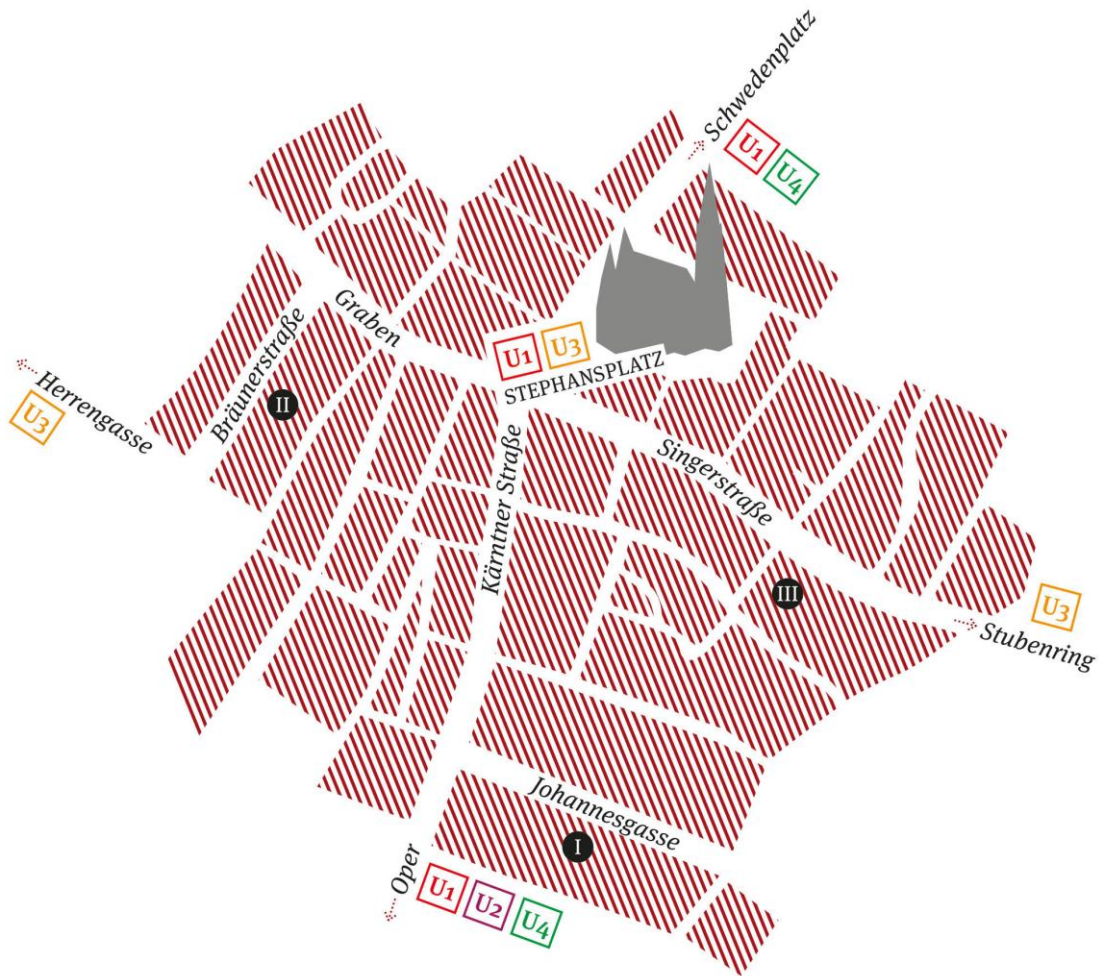 Schwedenplatz
U1 U4
Graben
U1 U3
STEPHANSPLATZ
Herrengasse
U3
Bräunerstraße
II
Kärntner Straße
Singerstraße
III
U3
Stubenring
Johannesgasse
I
Oper
U1 U2 U4